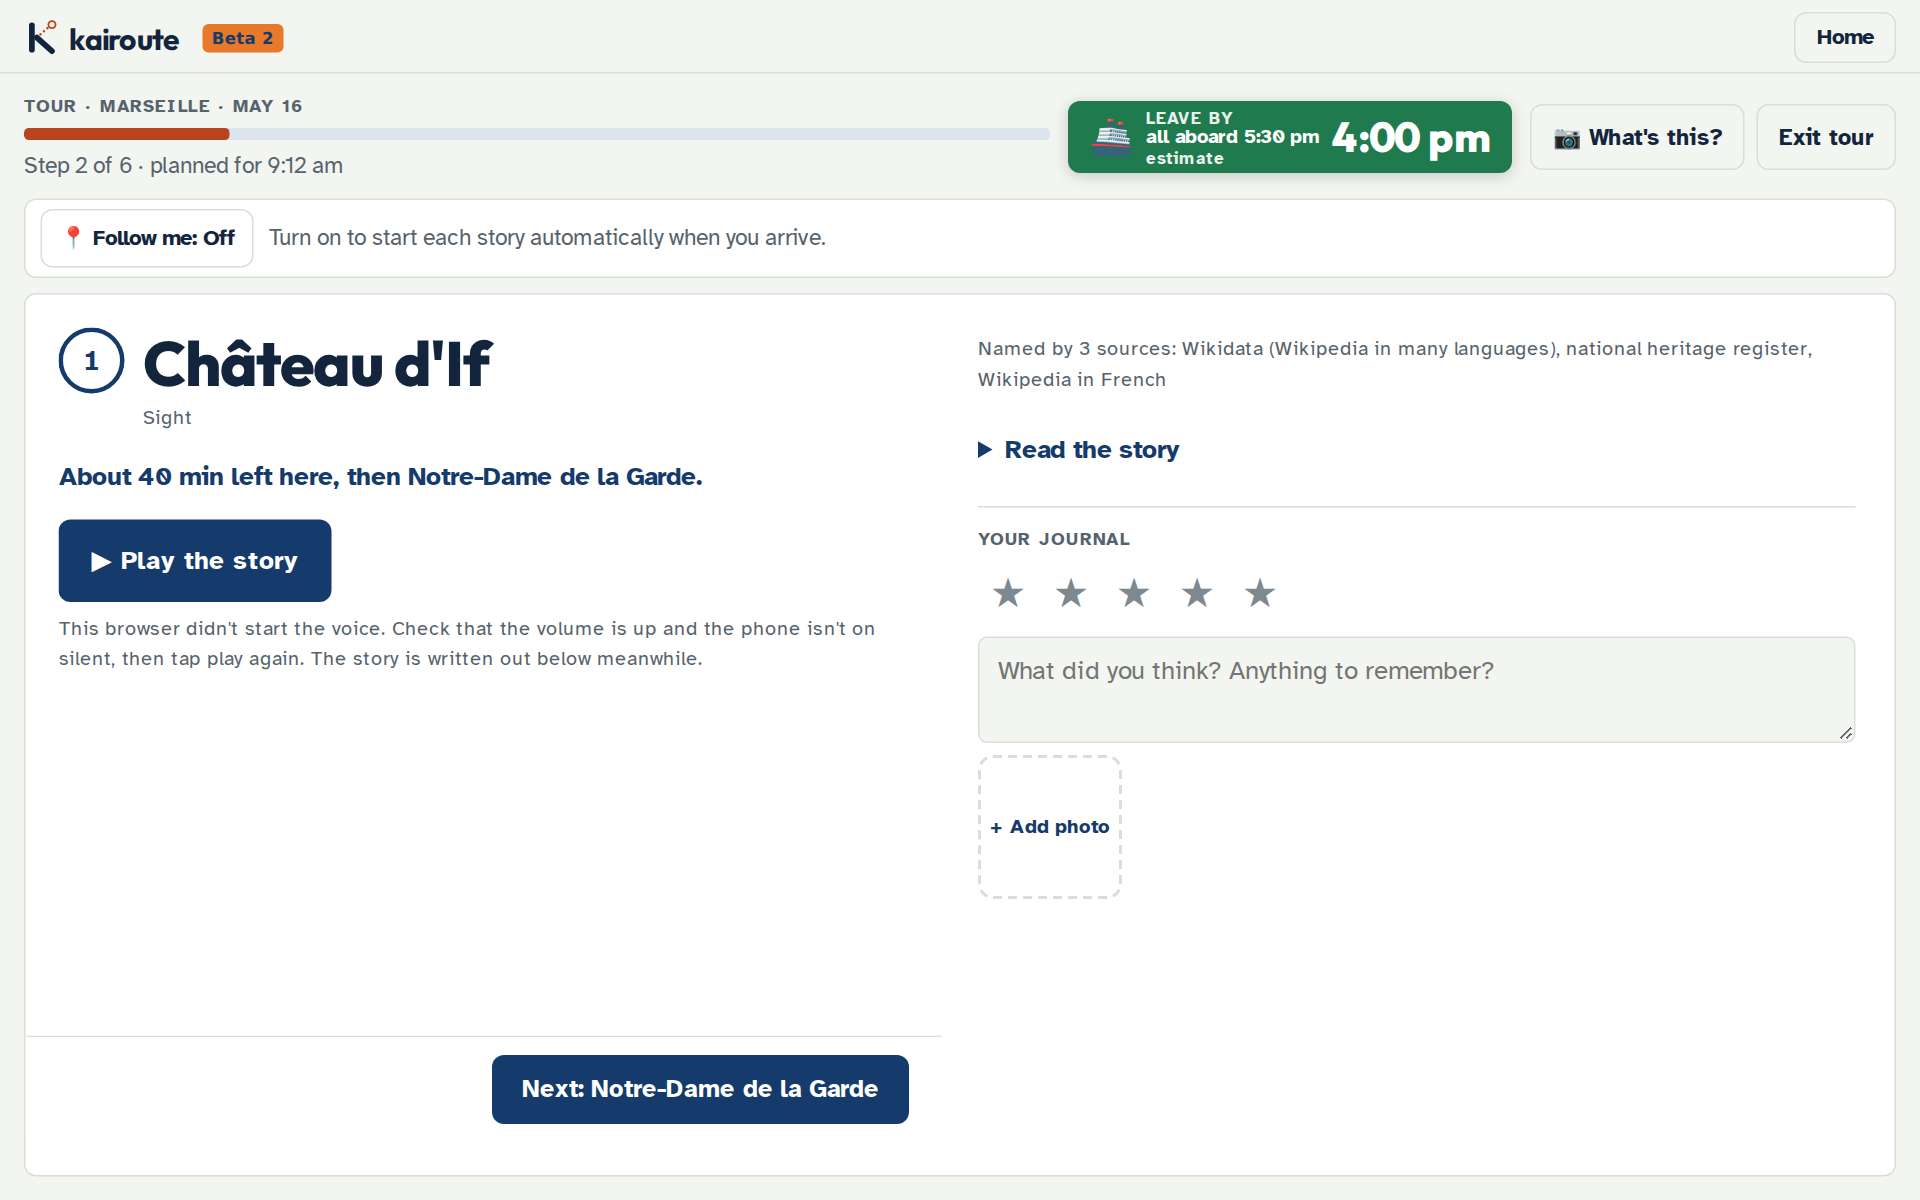 kairoute
Beta 2
Home
TOUR · MARSEILLE · MAY 16
Step 2 of 6 · planned for 9:12 am
LEAVE BY
all aboard 5:30 pm
estimate
4:00 pm
What's this?
Exit tour
Follow me: Off
Turn on to start each story automatically when you arrive.
1
Château d'If
Sight
About 40 min left here, then Notre-Dame de la Garde.
▶ Play the story
This browser didn't start the voice. Check that the volume is up and the phone isn't on
silent, then tap play again. The story is written out below meanwhile.
Next: Notre-Dame de la Garde
Named by 3 sources: Wikidata (Wikipedia in many languages), national heritage register,
Wikipedia in French
▶ Read the story
YOUR JOURNAL
★ ★ ★ ★ ★
What did you think? Anything to remember?
+ Add photo